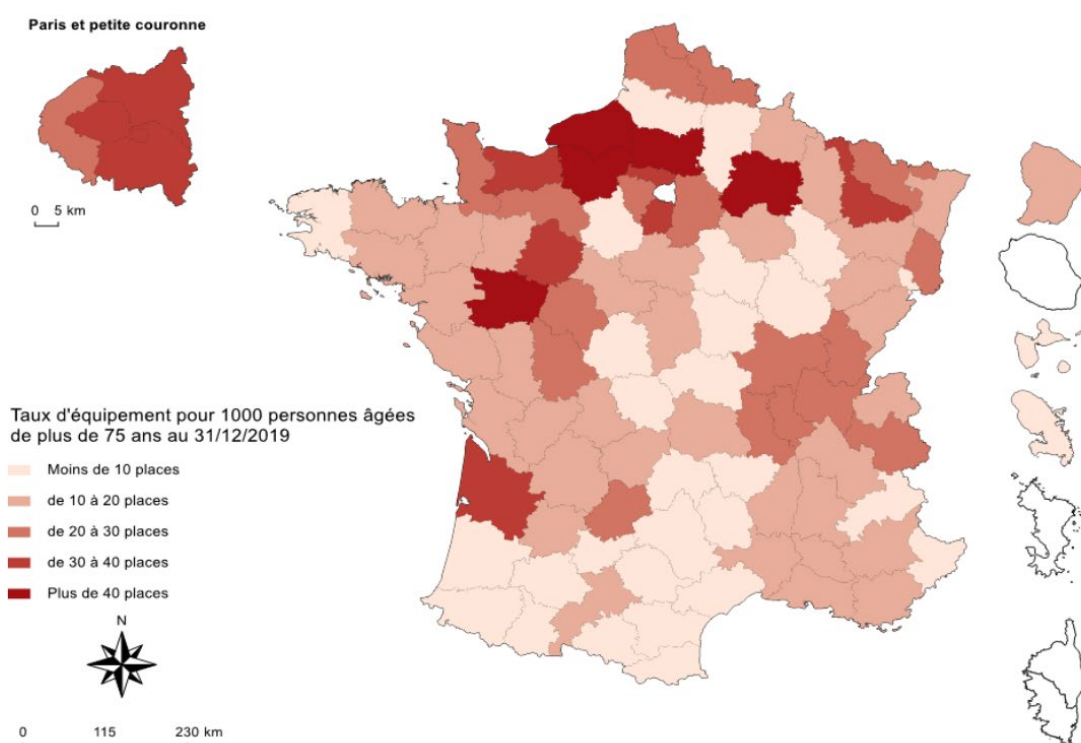 Paris et petite couronne
0 5 km
Taux d'équipement pour 1000 personnes âgées
de plus de 75 ans au 31/12/2019
Moins de 10 places
de 10 à 20 places
de 20 à 30 places
de 30 à 40 places
Plus de 40 places
N
0 115 230 km